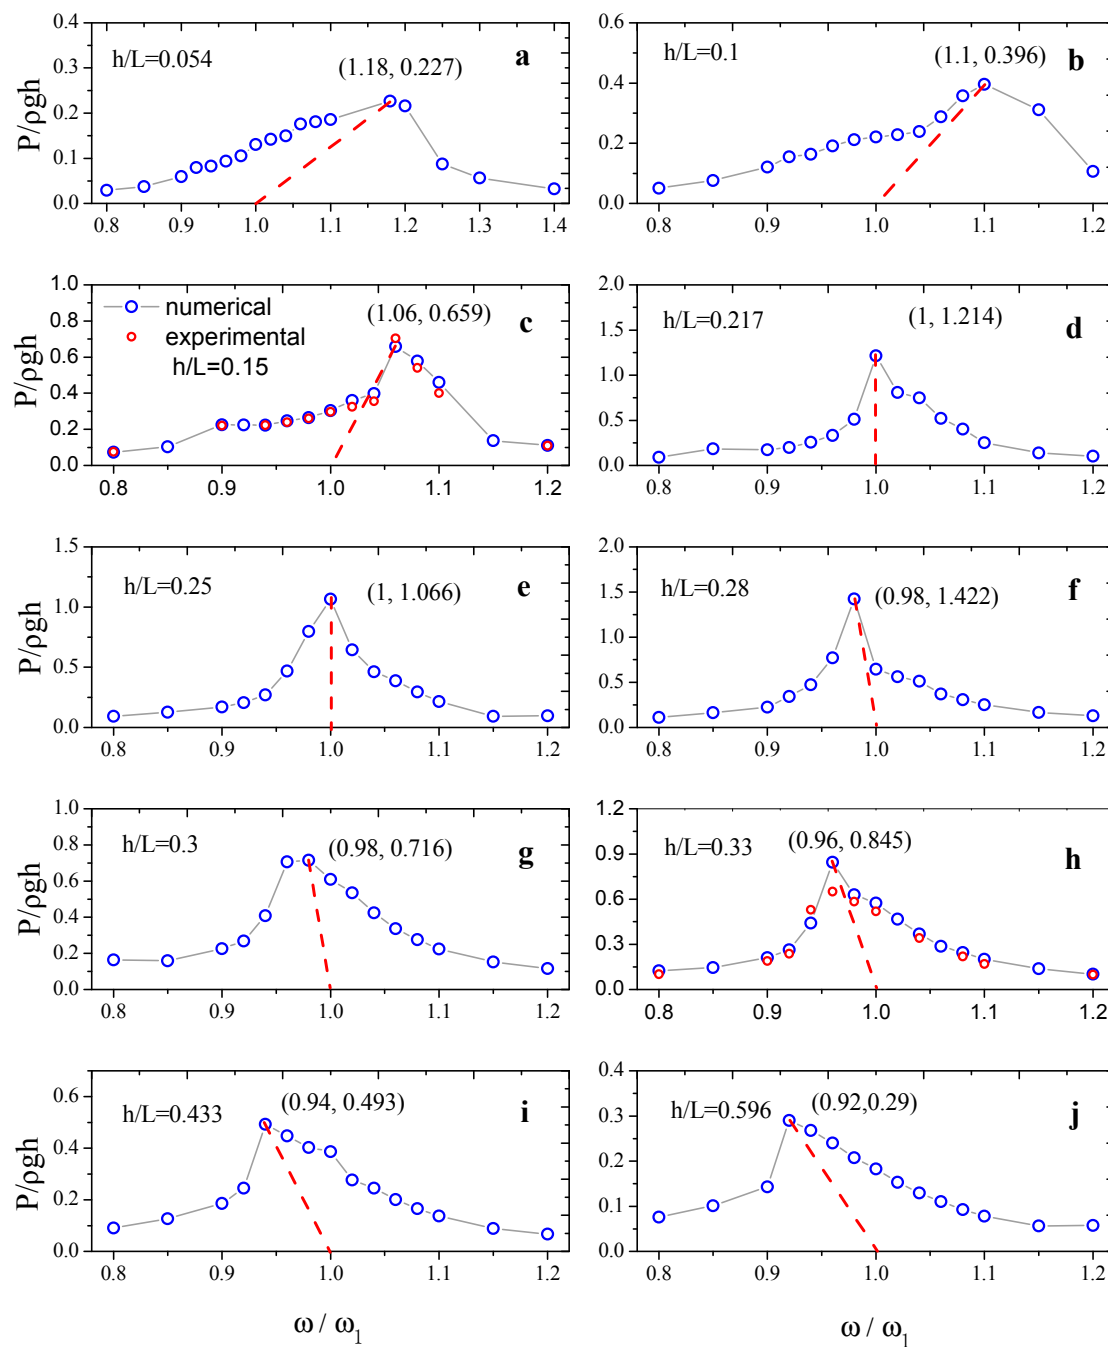 h/L=0.054
(1.18, 0.227)
a
P/ρgh
0.4
0.3
0.2
0.1
0.0
0.8 0.9 1.0 1.1 1.2 1.3 1.4
h/L=0.1
(1.1, 0.396)
b
0.6
0.4
0.2
0.0
0.8 0.9 1.0 1.1 1.2
numerical
experimental
h/L=0.15
(1.06, 0.659)
c
P/ρgh
1.0
0.8
0.6
0.4
0.2
0.0
0.8 0.9 1.0 1.1 1.2
h/L=0.217
(1, 1.214)
d
2.0
1.5
1.0
0.5
0.0
0.8 0.9 1.0 1.1 1.2
h/L=0.25
(1, 1.066)
e
P/ρgh
1.5
1.0
0.5
0.0
0.8 0.9 1.0 1.1 1.2
h/L=0.28
(0.98, 1.422)
f
2.0
1.5
1.0
0.5
0.0
0.8 0.9 1.0 1.1 1.2
h/L=0.3
(0.98, 0.716)
g
P/ρgh
1.0
0.8
0.6
0.4
0.2
0.0
0.8 0.9 1.0 1.1 1.2
h/L=0.33
(0.96, 0.845)
h
1.2
0.9
0.6
0.3
0.0
0.8 0.9 1.0 1.1 1.2
h/L=0.433
(0.94, 0.493)
i
P/ρgh
0.6
0.4
0.2
0.0
0.8 0.9 1.0 1.1 1.2
ω / ω₁
h/L=0.596
(0.92,0.29)
j
0.4
0.3
0.2
0.1
0.0
0.8 0.9 1.0 1.1 1.2
ω / ω₁